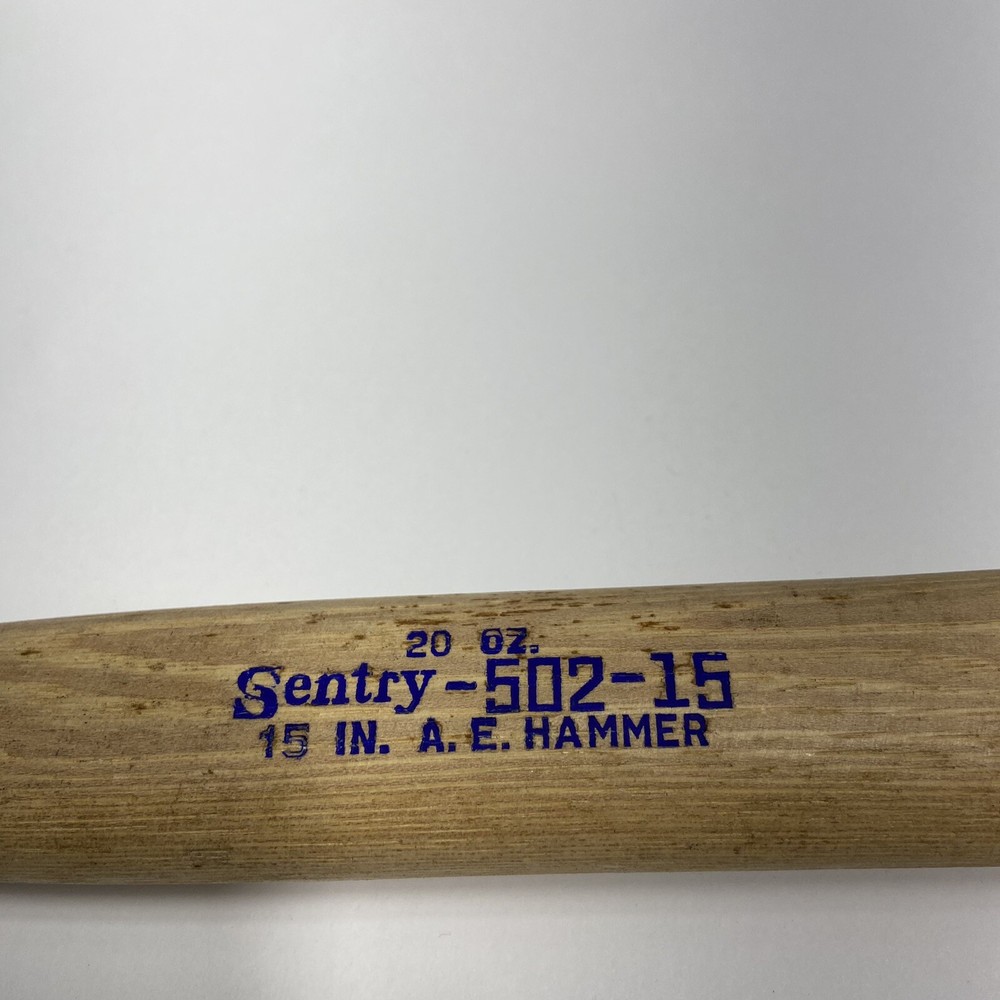 20 OZ.
Sentry-502-15
15 IN. A. E. HAMMER